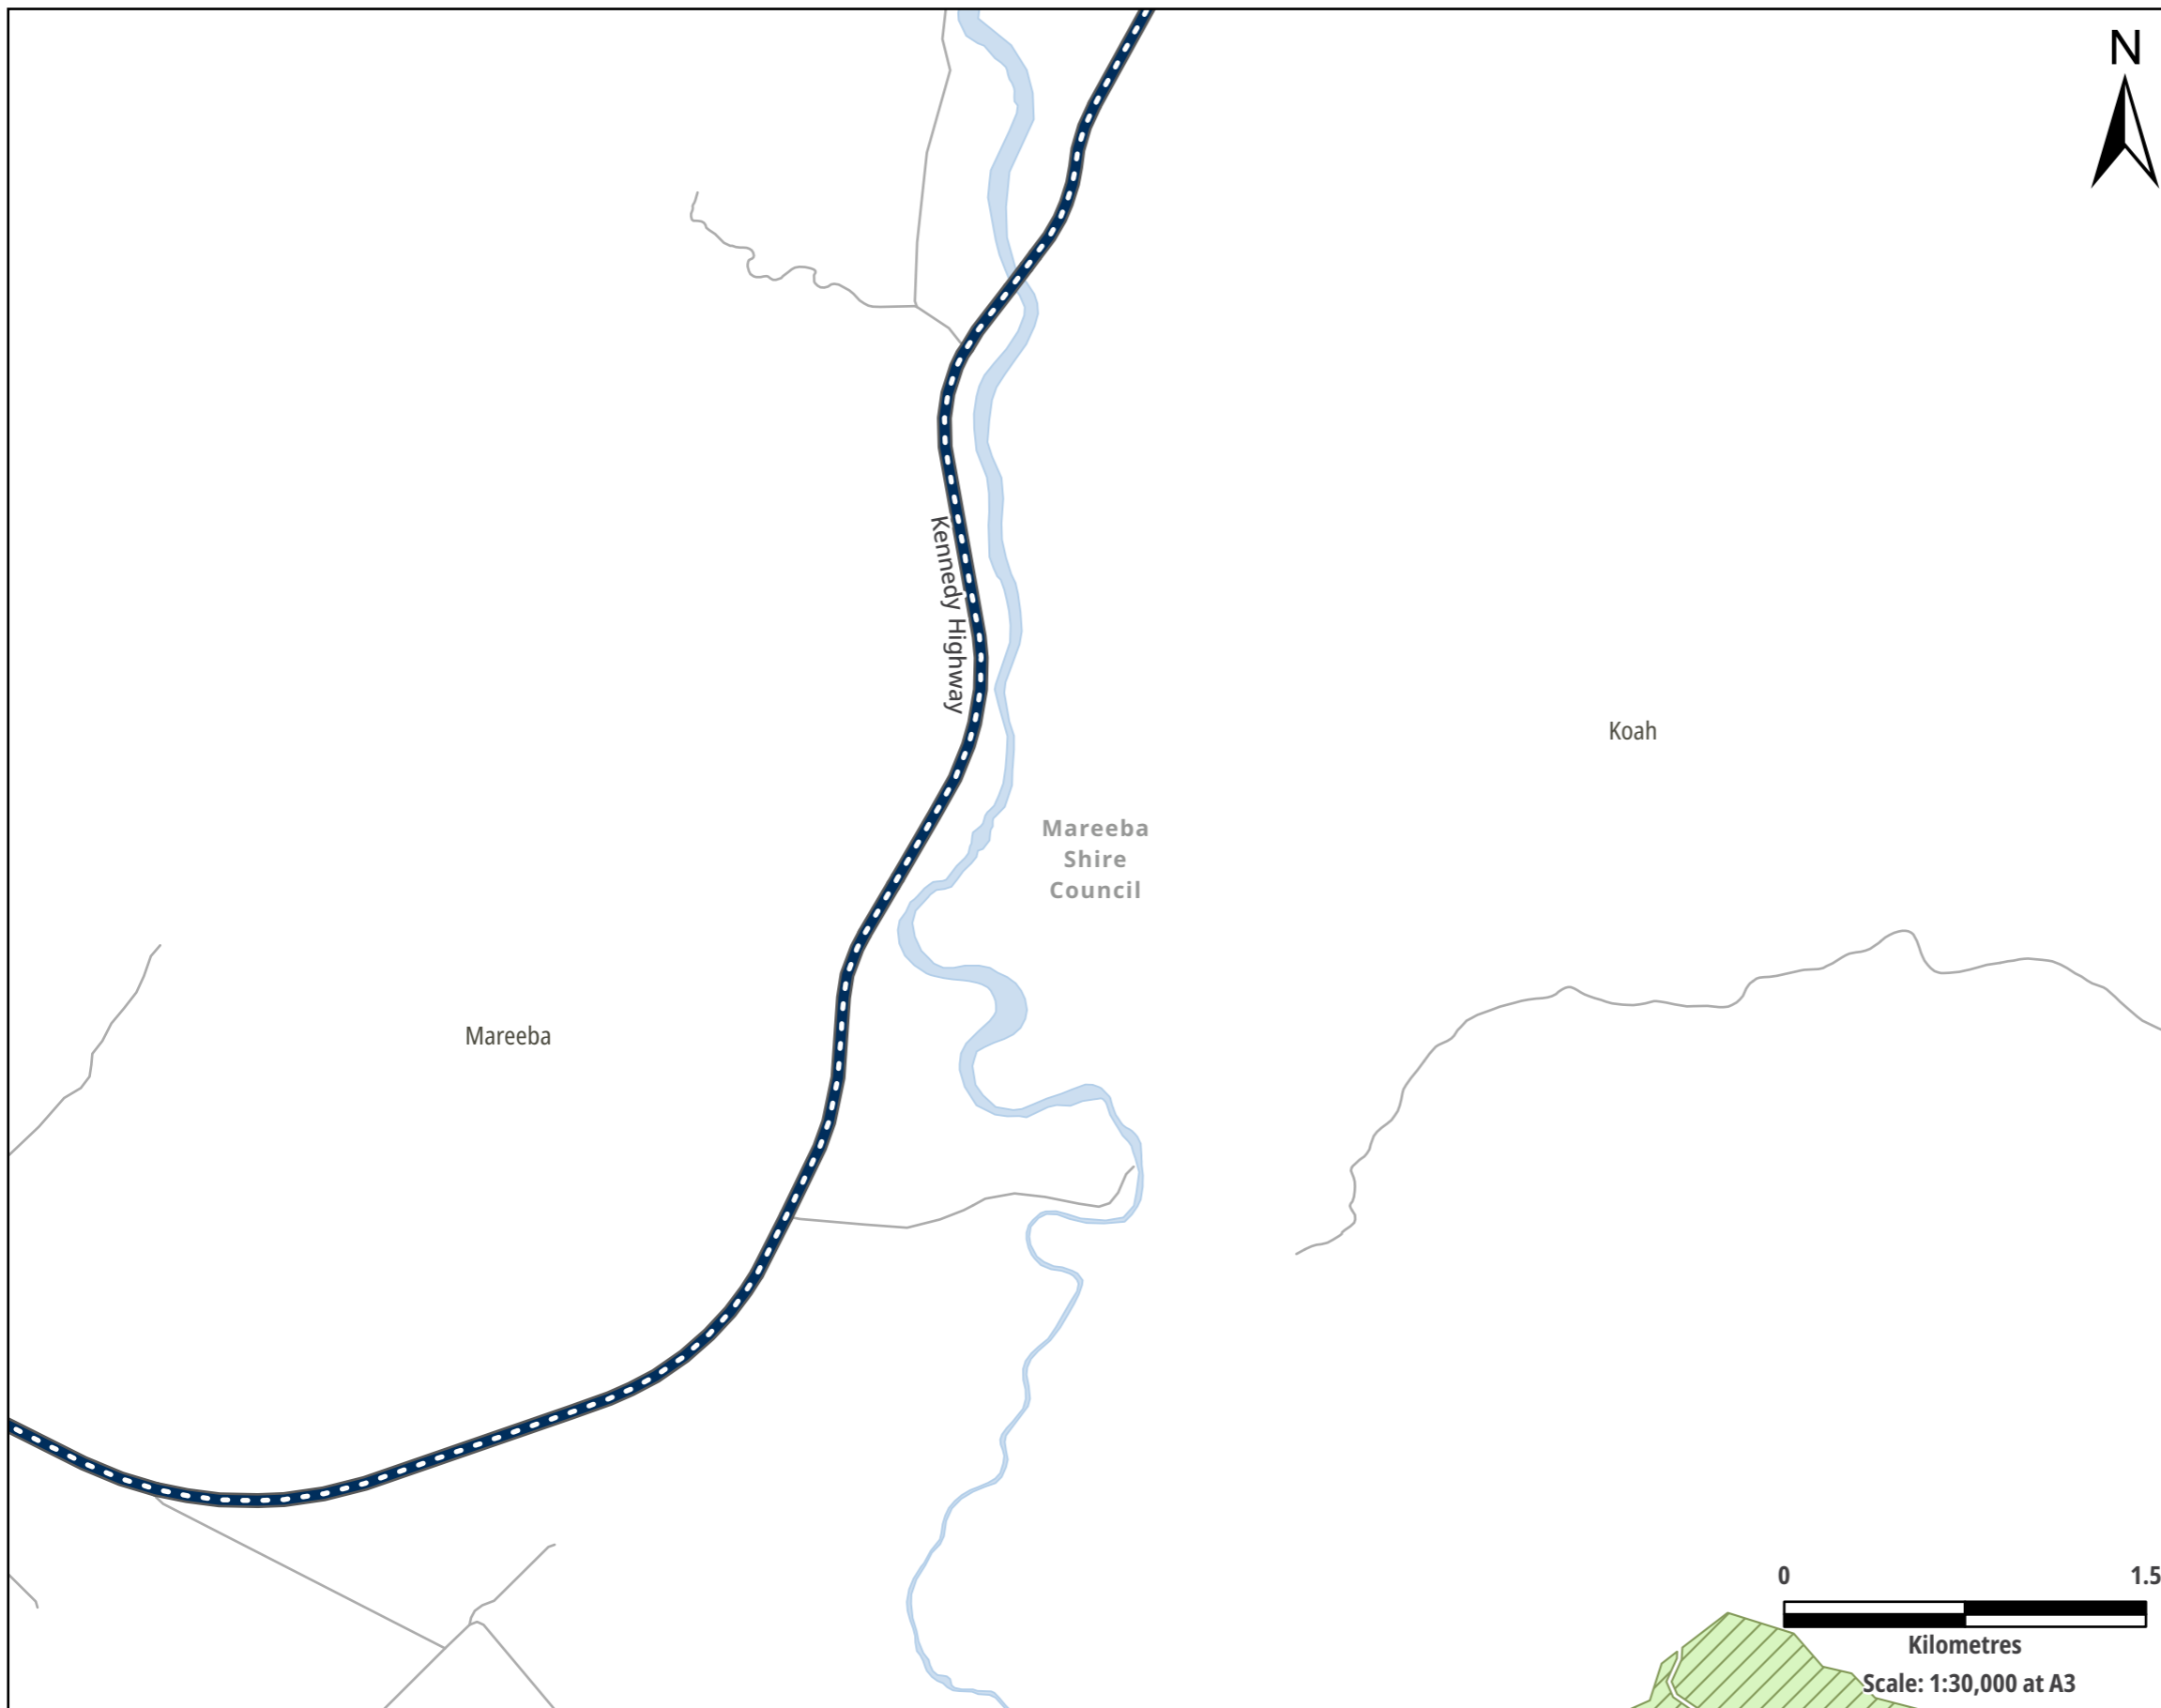 N
Kennedy Highway
Koah
Mareeba
Shire
Council
Mareeba
0 1.5
Kilometres
Scale: 1:30,000 at A3